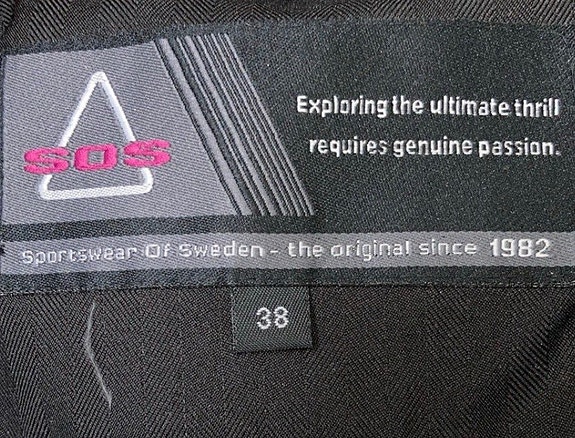 SOS
Exploring the ultimate thrill
requires genuine passion.
Sportswear Of Sweden - the original since 1982
38